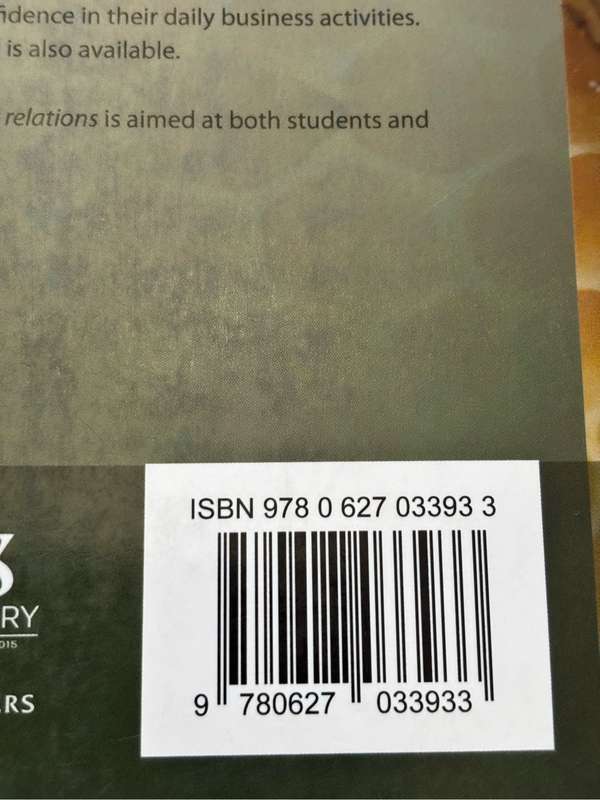 fidence in their daily business activities.
is also available.
relations is aimed at both students and
ISBN 978 0 627 03393 3
RY
015
RS
9 780627 033933